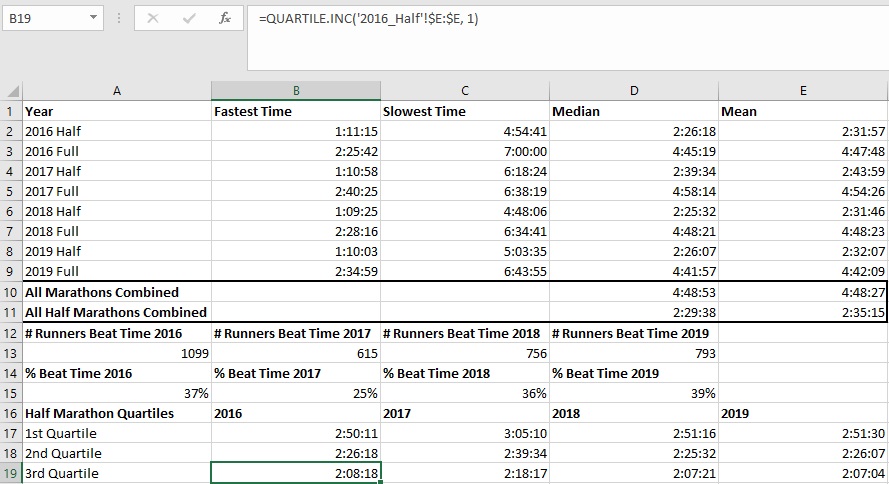 B19 fx =QUARTILE.INC('2016_Half'!$E:$E, 1)
A B C D E
1 Year Fastest Time Slowest Time Median Mean
2 2016 Half 1:11:15 4:54:41 2:26:18 2:31:57
3 2016 Full 2:25:42 7:00:00 4:45:19 4:47:48
4 2017 Half 1:10:58 6:18:24 2:39:34 2:43:59
5 2017 Full 2:40:25 6:38:19 4:58:14 4:54:26
6 2018 Half 1:09:25 4:48:06 2:25:32 2:31:46
7 2018 Full 2:28:16 6:34:41 4:48:21 4:48:23
8 2019 Half 1:10:03 5:03:35 2:26:07 2:32:07
9 2019 Full 2:34:59 6:43:55 4:41:57 4:42:09
10 All Marathons Combined 4:48:53 4:48:27
11 All Half Marathons Combined 2:29:38 2:35:15
12 # Runners Beat Time 2016 # Runners Beat Time 2017 # Runners Beat Time 2018 # Runners Beat Time 2019
13 1099 615 756 793
14 % Beat Time 2016 % Beat Time 2017 % Beat Time 2018 % Beat Time 2019
15 37% 25% 36% 39%
16 Half Marathon Quartiles 2016 2017 2018 2019
17 1st Quartile 2:50:11 3:05:10 2:51:16 2:51:30
18 2nd Quartile 2:26:18 2:39:34 2:25:32 2:26:07
19 3rd Quartile 2:08:18 2:18:17 2:07:21 2:07:04